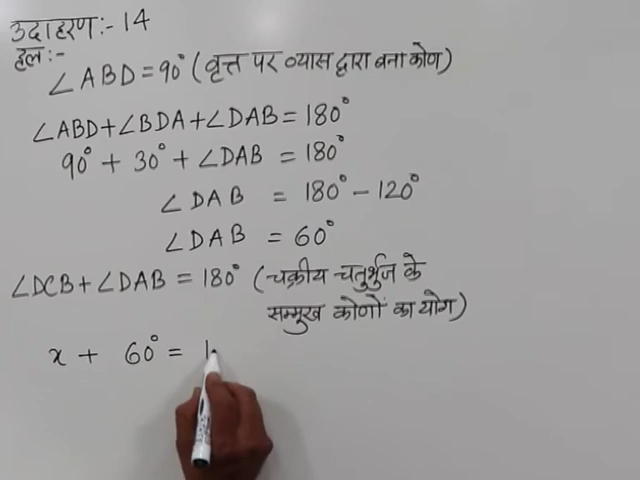 उदाहरण:- 14
हल:-
∠ABD = 90° (वृत्त पर व्यास द्वारा बना कोण)
∠ABD + ∠BDA + ∠DAB = 180°
90° + 30° + ∠DAB = 180°
∠DAB = 180° - 120°
∠DAB = 60°
∠DCB + ∠DAB = 180° (चक्रीय चतुर्भुज के
सम्मुख कोणों का योग)
x + 60° = 1